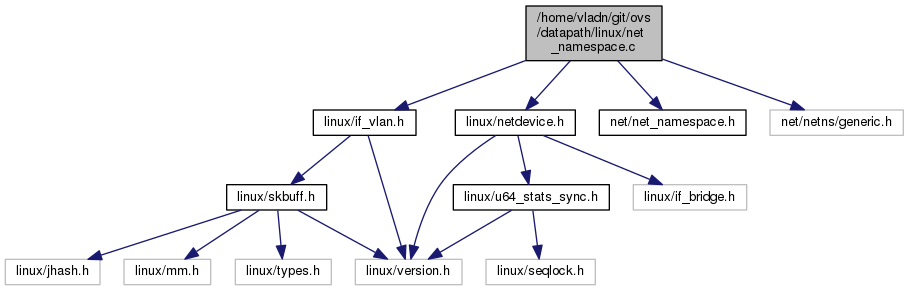 /home/vladn/git/ovs
/datapath/linux/net
_namespace.c
linux/if_vlan.h
linux/netdevice.h
net/net_namespace.h
net/netns/generic.h
linux/skbuff.h
linux/u64_stats_sync.h
linux/if_bridge.h
linux/jhash.h
linux/mm.h
linux/types.h
linux/version.h
linux/seqlock.h